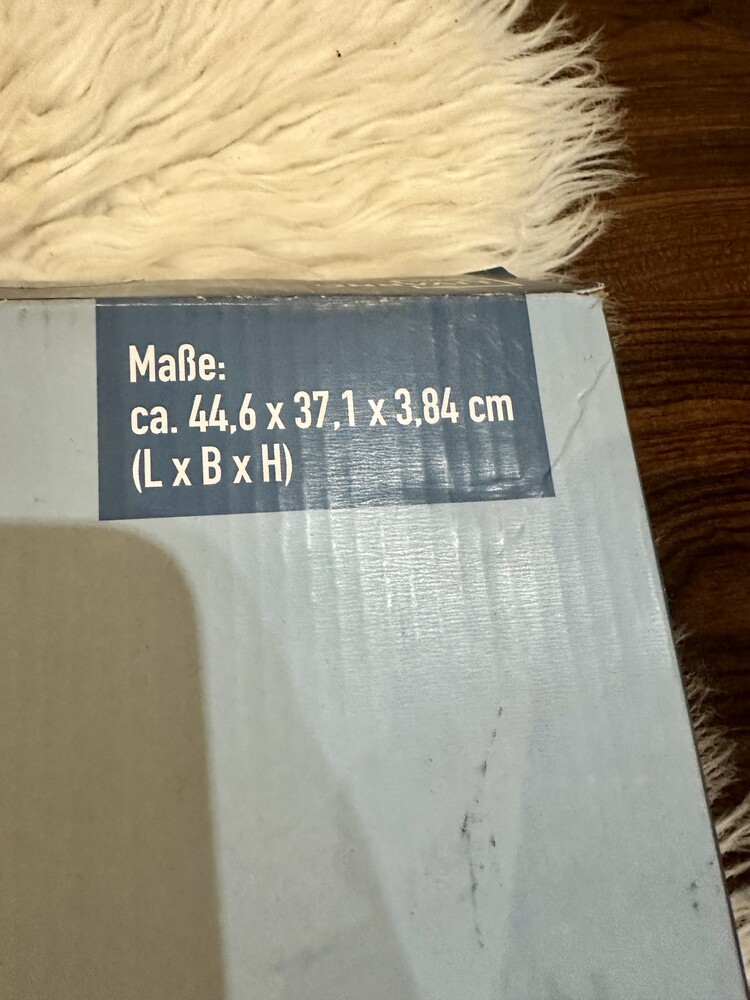 Maße:
ca. 44,6 x 37,1 x 3,84 cm
(L x B x H)